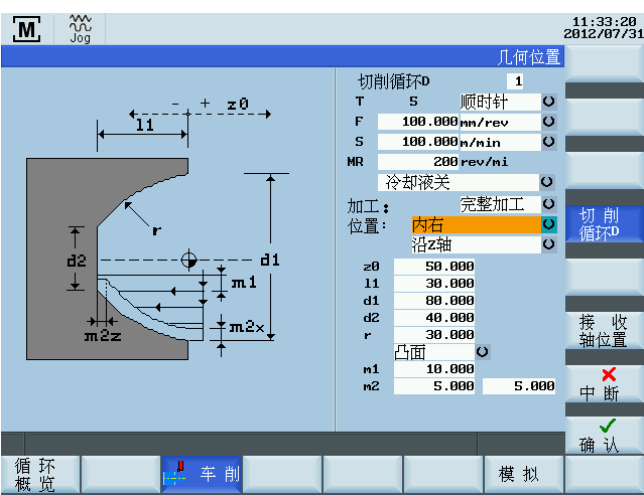 M
Jog
11:33:20
2012/07/31
几何位置
切削循环D 1
T 5 顺时针
F 100.000 mm/rev
S 100.000 m/min
MR 200 rev/mi
冷却液关
加工: 完整加工
位置: 内右
沿Z轴
z0 50.000
l1 30.000
d1 80.000
d2 40.000
r 30.000
凸面
m1 10.000
m2 5.000 5.000
- + z0
l1
r
d2
d1
m1
m2x
m2z
切 削
循环D
接 收
轴位置
中 断
确 认
循 环
概 览
车 削
模 拟